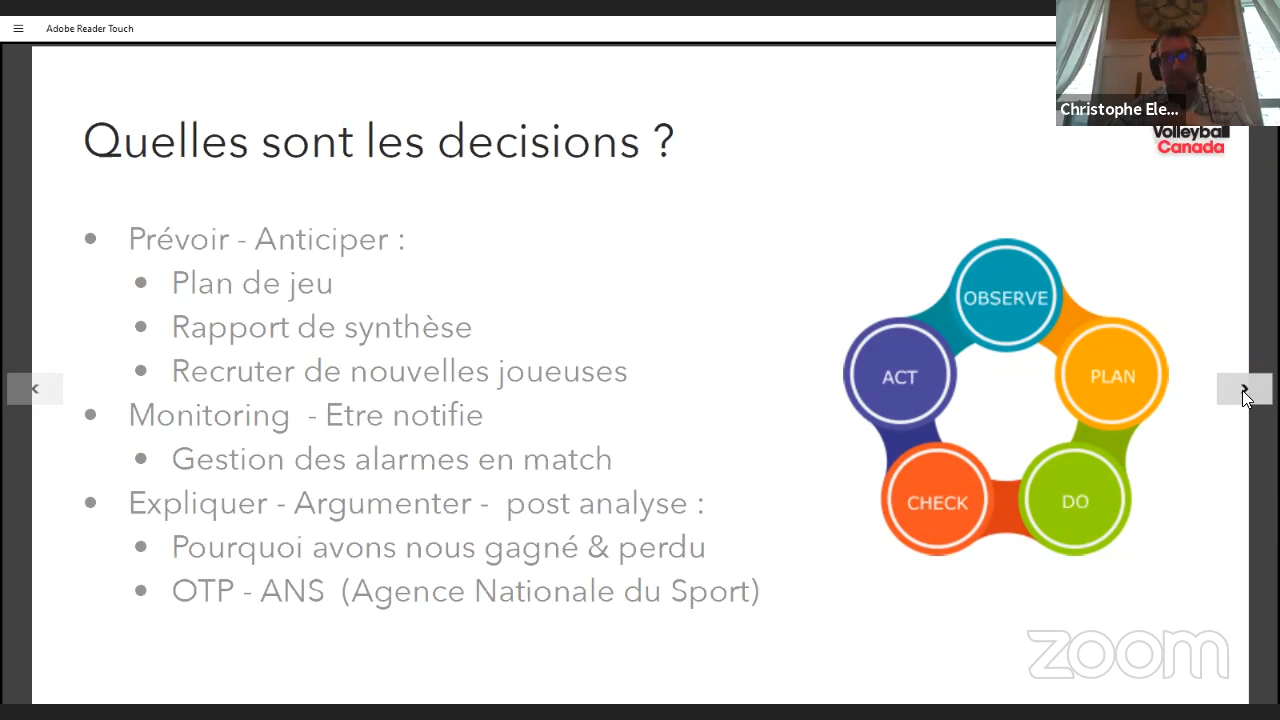 Adobe Reader Touch
Christophe Ele...
Volleyball
Canada
Quelles sont les decisions ?
Prévoir - Anticiper :
Plan de jeu
Rapport de synthèse
Recruter de nouvelles joueuses
Monitoring - Etre notifie
Gestion des alarmes en match
Expliquer - Argumenter - post analyse :
Pourquoi avons nous gagné & perdu
OTP - ANS (Agence Nationale du Sport)
OBSERVE
PLAN
DO
CHECK
ACT
zoom